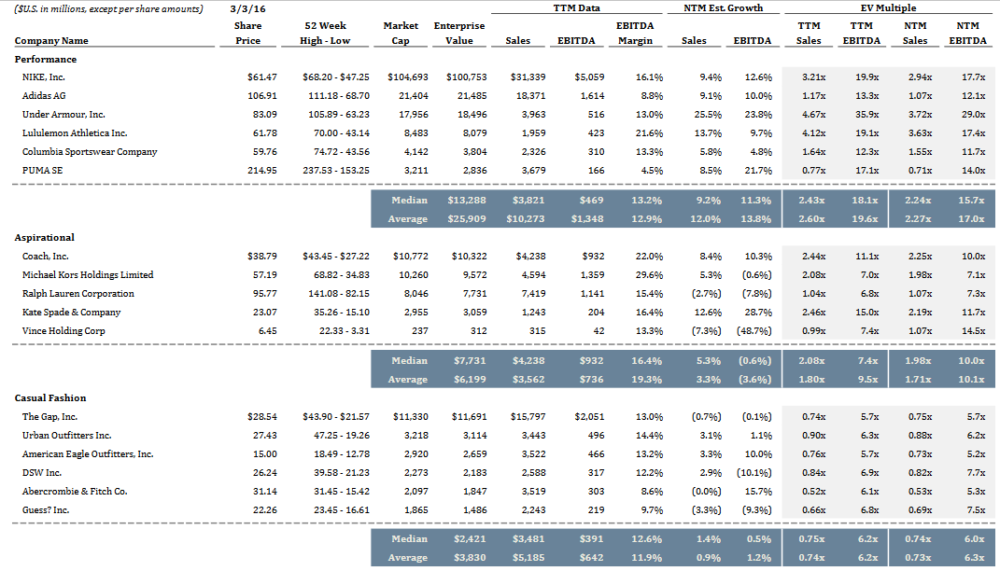 ($U.S. in millions, except per share amounts) 3/3/16 TTM Data NTM Est. Growth EV Multiple
Share 52 Week Market Enterprise EBITDA TTM TTM NTM NTM
Company Name Price High - Low Cap Value Sales EBITDA Margin Sales EBITDA Sales EBITDA Sales EBITDA
Performance
NIKE, Inc. $61.47 $68.20 - $47.25 $104,693 $100,753 $31,339 $5,059 16.1% 9.4% 12.6% 3.21x 19.9x 2.94x 17.7x
Adidas AG 106.91 111.18 - 68.70 21,404 21,485 18,371 1,614 8.8% 9.1% 10.0% 1.17x 13.3x 1.07x 12.1x
Under Armour, Inc. 83.09 105.89 - 63.23 17,956 18,496 3,963 516 13.0% 25.5% 23.8% 4.67x 35.9x 3.72x 29.0x
Lululemon Athletica Inc. 61.78 70.00 - 43.14 8,483 8,079 1,959 423 21.6% 13.7% 9.7% 4.12x 19.1x 3.63x 17.4x
Columbia Sportswear Company 59.76 74.72 - 43.56 4,142 3,804 2,326 310 13.3% 5.8% 4.8% 1.64x 12.3x 1.55x 11.7x
PUMA SE 214.95 237.53 - 153.25 3,211 2,836 3,679 166 4.5% 8.5% 21.7% 0.77x 17.1x 0.71x 14.0x
Median $13,288 $3,821 $469 13.2% 9.2% 11.3% 2.43x 18.1x 2.24x 15.7x
Average $25,909 $10,273 $1,348 12.9% 12.0% 13.8% 2.60x 19.6x 2.27x 17.0x
Aspirational
Coach, Inc. $38.79 $43.45 - $27.22 $10,772 $10,322 $4,238 $932 22.0% 8.4% 10.3% 2.44x 11.1x 2.25x 10.0x
Michael Kors Holdings Limited 57.19 68.82 - 34.83 10,260 9,572 4,594 1,359 29.6% 5.3% (0.6%) 2.08x 7.0x 1.98x 7.1x
Ralph Lauren Corporation 95.77 141.08 - 82.15 8,046 7,731 7,419 1,141 15.4% (2.7%) (7.8%) 1.04x 6.8x 1.07x 7.3x
Kate Spade & Company 23.07 35.26 - 15.10 2,955 3,059 1,243 204 16.4% 12.6% 28.7% 2.46x 15.0x 2.19x 11.7x
Vince Holding Corp 6.45 22.33 - 3.31 237 312 315 42 13.3% (7.3%) (48.7%) 0.99x 7.4x 1.07x 14.5x
Median $7,731 $4,238 $932 16.4% 5.3% (0.6%) 2.08x 7.4x 1.98x 10.0x
Average $6,199 $3,562 $736 19.3% 3.3% (3.6%) 1.80x 9.5x 1.71x 10.1x
Casual Fashion
The Gap, Inc. $28.54 $43.90 - $21.57 $11,330 $11,691 $15,797 $2,051 13.0% (0.7%) (0.1%) 0.74x 5.7x 0.75x 5.7x
Urban Outfitters Inc. 27.43 47.25 - 19.26 3,218 3,114 3,443 496 14.4% 3.1% 1.1% 0.90x 6.3x 0.88x 6.2x
American Eagle Outfitters, Inc. 15.00 18.49 - 12.78 2,920 2,659 3,522 466 13.2% 3.3% 10.0% 0.76x 5.7x 0.73x 5.2x
DSW Inc. 26.24 39.58 - 21.23 2,273 2,183 2,588 317 12.2% 2.9% (10.1%) 0.84x 6.9x 0.82x 7.7x
Abercrombie & Fitch Co. 31.14 31.45 - 15.42 2,097 1,847 3,519 303 8.6% (0.0%) 15.7% 0.52x 6.1x 0.53x 5.3x
Guess? Inc. 22.26 23.45 - 16.61 1,865 1,486 2,243 219 9.7% (3.3%) (9.3%) 0.66x 6.8x 0.69x 7.5x
Median $2,421 $3,481 $391 12.6% 1.4% 0.5% 0.75x 6.2x 0.74x 6.0x
Average $3,830 $5,185 $642 11.9% 0.9% 1.2% 0.74x 6.2x 0.73x 6.3x